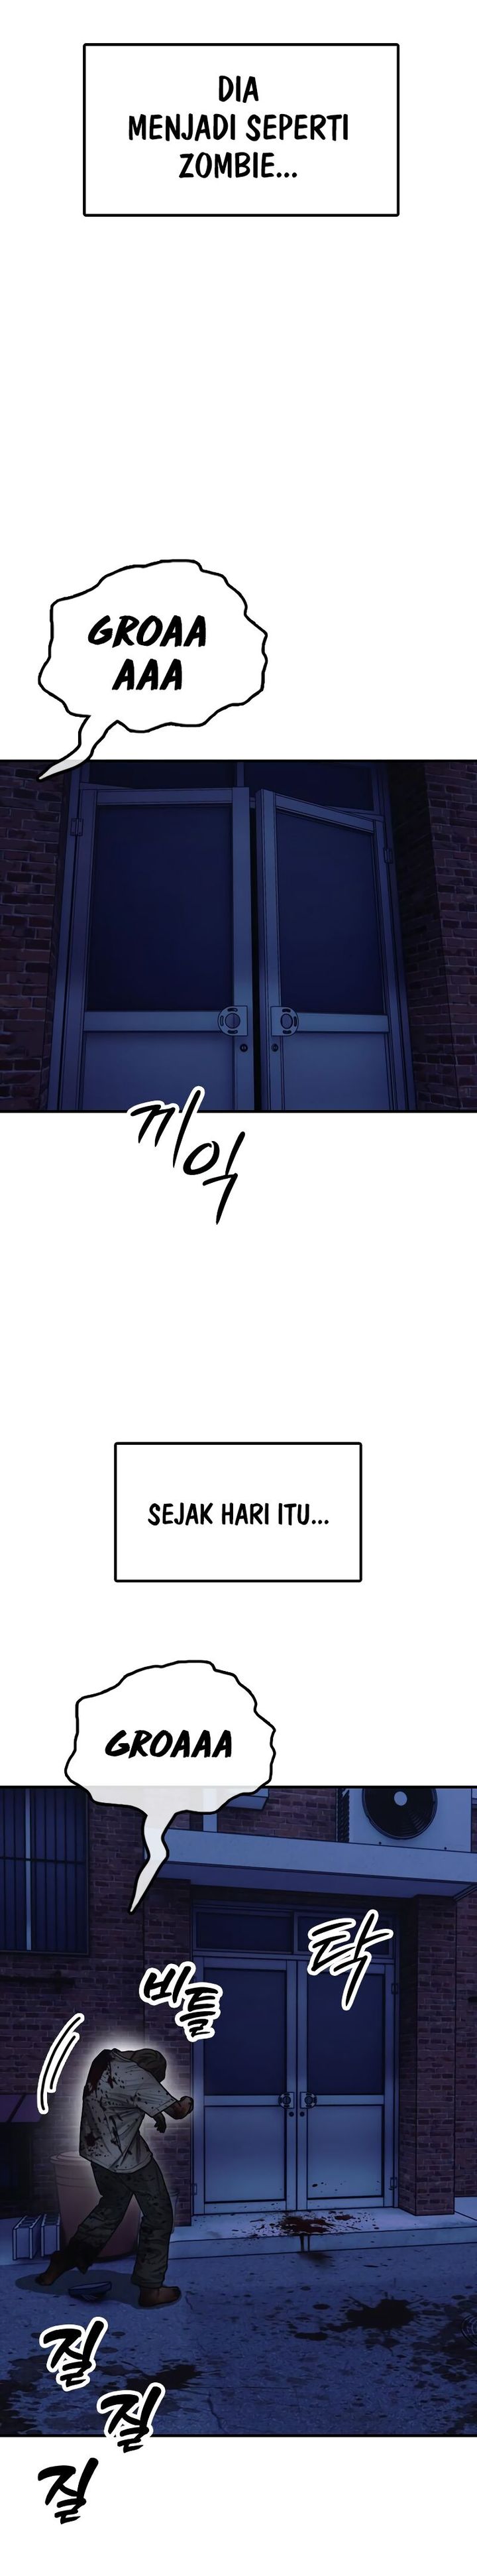 DIA
MENJADI SEPERTI
ZOMBIE...
GROAA
AAA
끼익
SEJAK HARI ITU...
GROAAA
탁
비틀
질
질
질